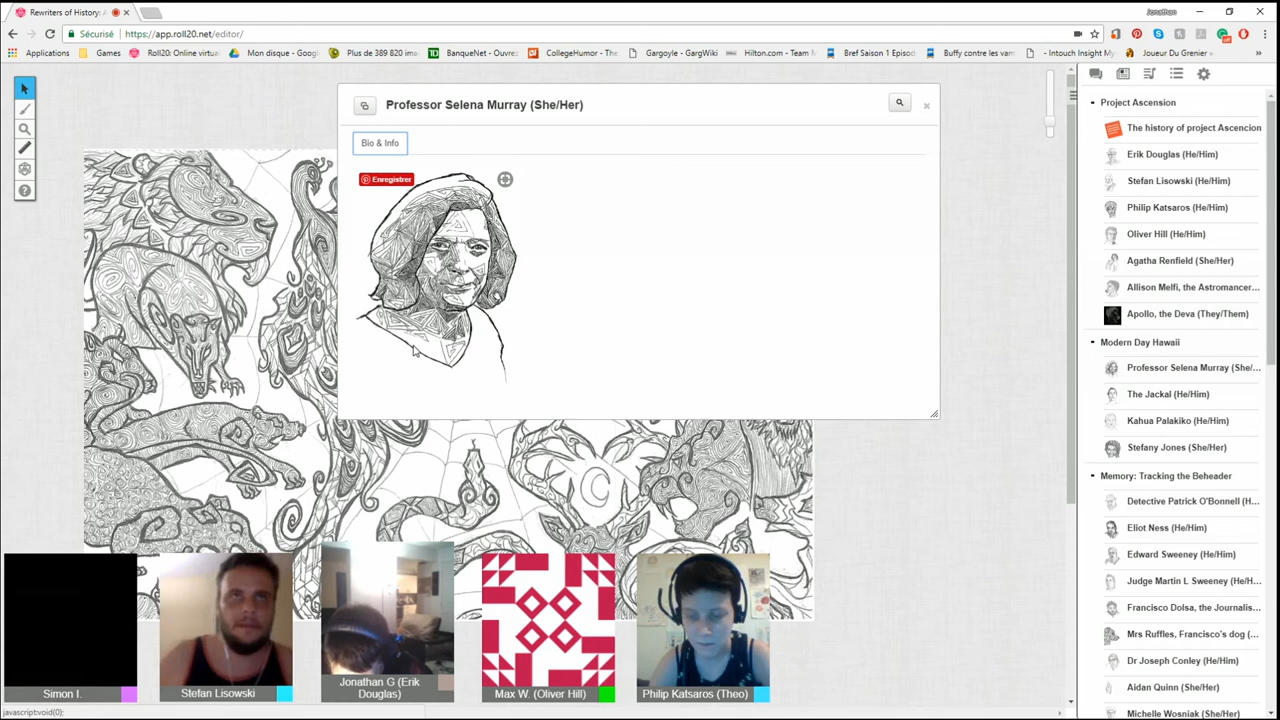 Rewriters of History: A
Jonathan
Sécurisé
https://app.roll20.net/editor/
Applications
Games
Roll20: Online virtua
Mon disque - Goog
Plus de 389 820 imag
BanqueNet - Ouvre
CollegeHumor - The
Gargoyle - GargWiki
Hilton.com - Team M
Bref Saison 1 Episod
Buffy contre les vam
- Intouch Insight My
Joueur Du Grenier
Professor Selena Murray (She/Her)
Bio & Info
Enregistrer
Project Ascension
The history of project Ascencion
Erik Douglas (He/Him)
Stefan Lisowski (He/Him)
Philip Katsaros (He/Him)
Oliver Hill (He/Him)
Agatha Renfield (She/Her)
Allison Melfi, the Astromancer...
Apollo, the Deva (They/Them)
Modern Day Hawaii
Professor Selena Murray (She/...
The Jackal (He/Him)
Kahua Palakiko (He/Him)
Stefany Jones (She/Her)
Memory: Tracking the Beheader
Detective Patrick O'Bonnell (H...
Eliot Ness (He/Him)
Edward Sweeney (He/Him)
Judge Martin L Sweeney (He/H...
Francisco Dolsa, the Journalis...
Mrs Ruffles, Francisco's dog (...
Dr Joseph Conley (He/Him)
Aidan Quinn (She/Her)
Michelle Wosniak (She/Her)
Simon I.
Stefan Lisowski
Jonathan G (Erik
Douglas)
Max W. (Oliver Hill)
Philip Katsaros (Theo)
javascript:void(0);